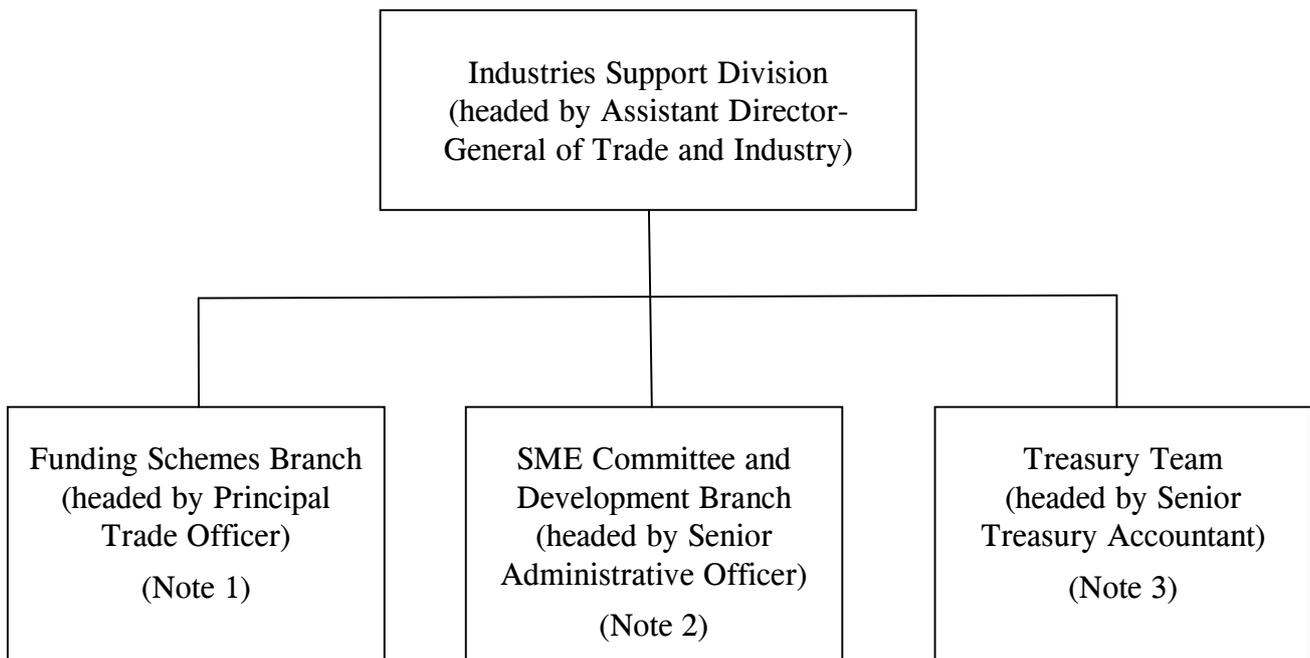 Industries Support Division
(headed by Assistant Director-
General of Trade and Industry)
Funding Schemes Branch
(headed by Principal
Trade Officer)
(Note 1)
SME Committee and
Development Branch
(headed by Senior
Administrative Officer)
(Note 2)
Treasury Team
(headed by Senior
Treasury Accountant)
(Note 3)